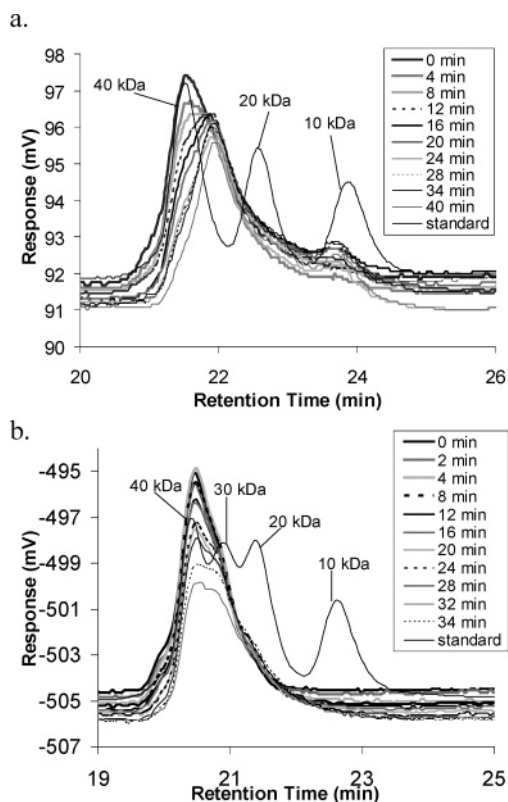 a.
98
97
96
95
94
93
92
91
90
Response (mV)
40 kDa
20 kDa
10 kDa
0 min
4 min
8 min
12 min
16 min
20 min
24 min
28 min
34 min
40 min
standard
20 22 24 26
Retention Time (min)
b.
-495
-497
-499
-501
-503
-505
-507
Response (mV)
40 kDa
30 kDa
20 kDa
10 kDa
0 min
2 min
4 min
8 min
12 min
16 min
20 min
24 min
28 min
32 min
34 min
standard
19 21 23 25
Retention Time (min)